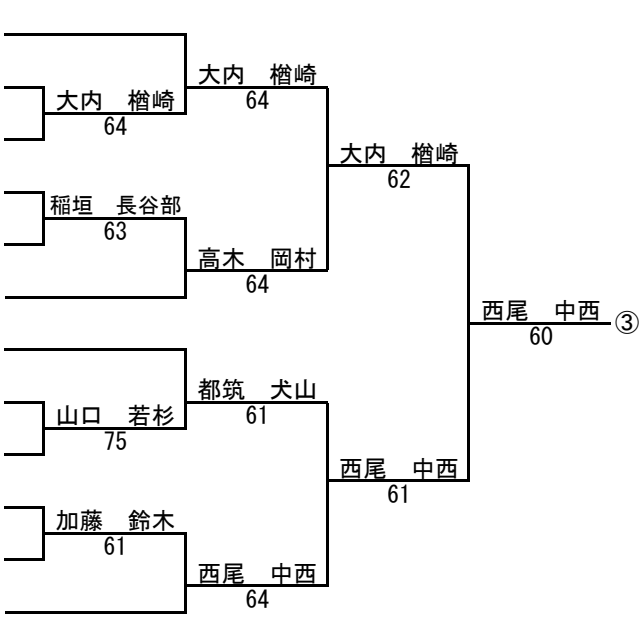 大内　楢崎
64
大内　楢崎
64
大内　楢崎
62
稲垣　長谷部
63
高木　岡村
64
西尾　中西　③
60
都筑　犬山
61
山口　若杉
75
西尾　中西
61
加藤　鈴木
61
西尾　中西
64